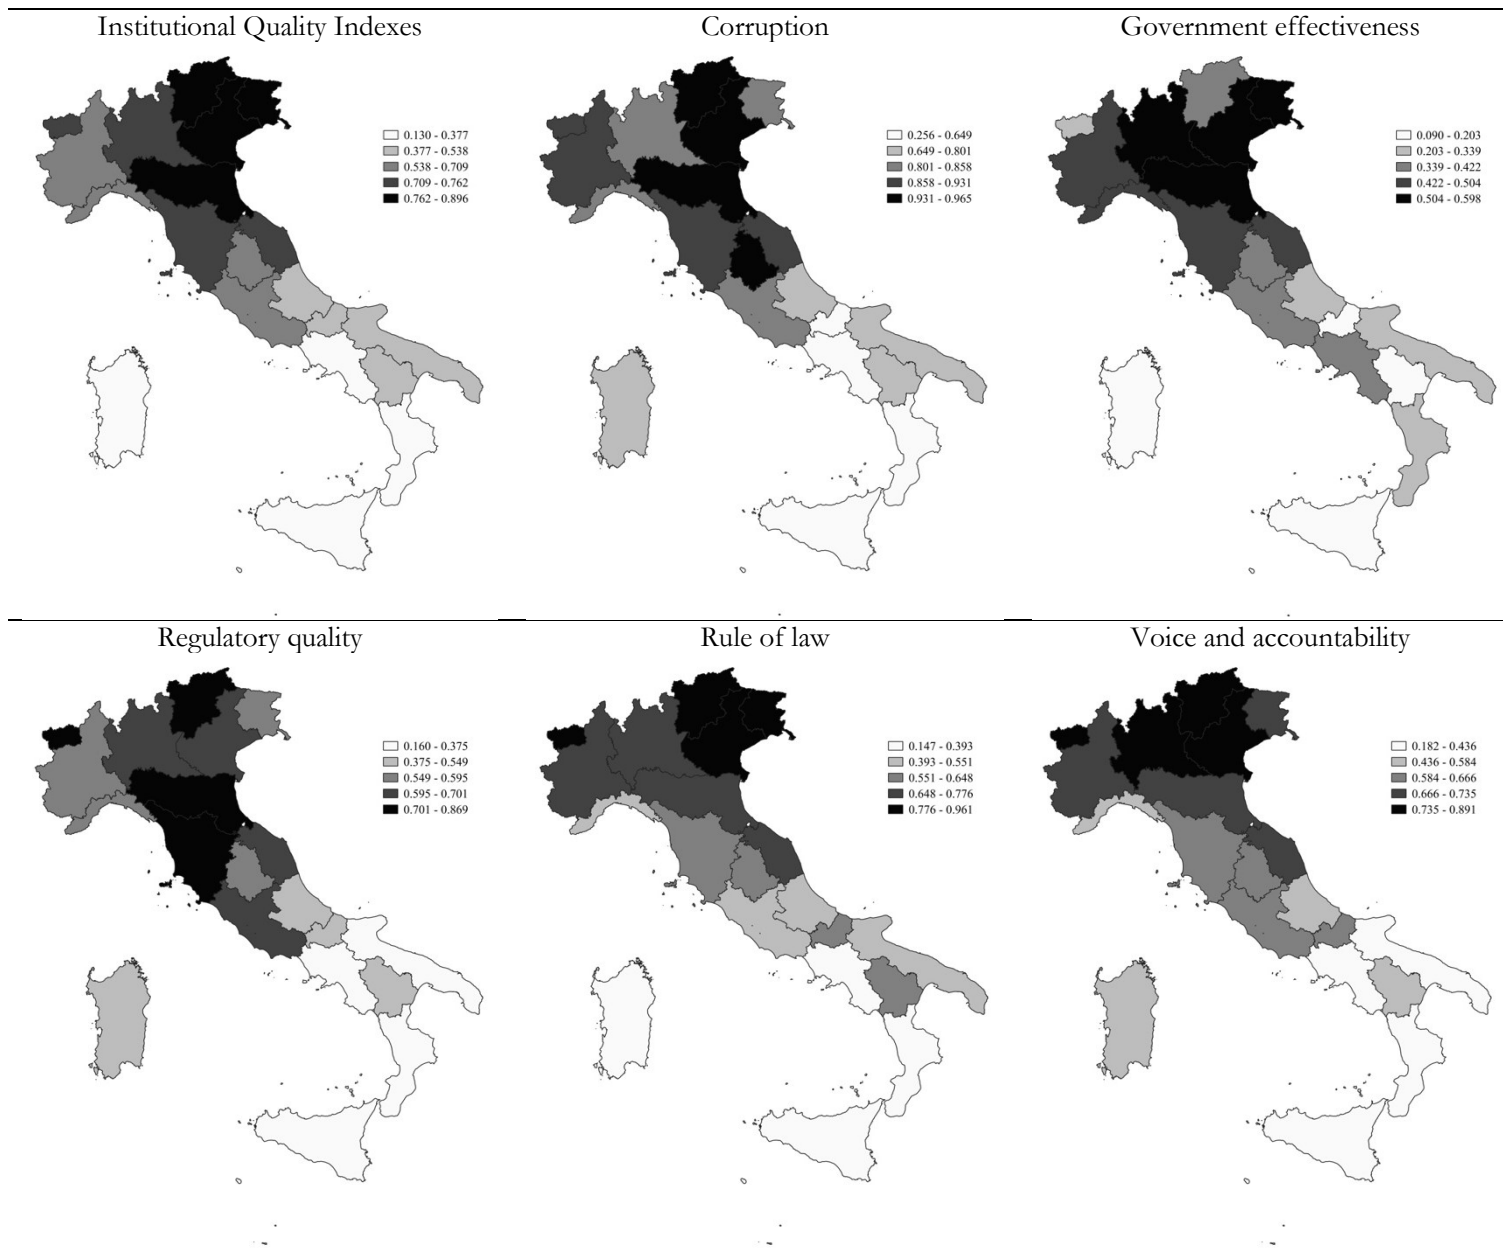 Institutional Quality Indexes
0.130 - 0.377
0.377 - 0.538
0.538 - 0.709
0.709 - 0.762
0.762 - 0.896
Corruption
0.256 - 0.649
0.649 - 0.801
0.801 - 0.858
0.858 - 0.931
0.931 - 0.965
Government effectiveness
0.090 - 0.203
0.203 - 0.339
0.339 - 0.422
0.422 - 0.504
0.504 - 0.598
Regulatory quality
0.160 - 0.375
0.375 - 0.549
0.549 - 0.595
0.595 - 0.701
0.701 - 0.869
Rule of law
0.147 - 0.393
0.393 - 0.551
0.551 - 0.648
0.648 - 0.776
0.776 - 0.961
Voice and accountability
0.182 - 0.436
0.436 - 0.584
0.584 - 0.666
0.666 - 0.735
0.735 - 0.891